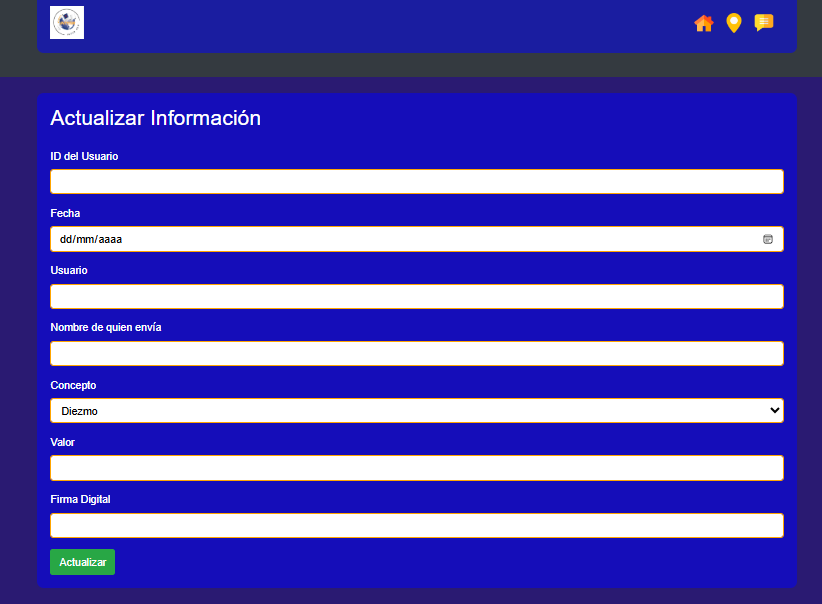 Actualizar Información
ID del Usuario
Fecha
dd/mm/aaaa
Usuario
Nombre de quien envía
Concepto
Diezmo
Valor
Firma Digital
Actualizar